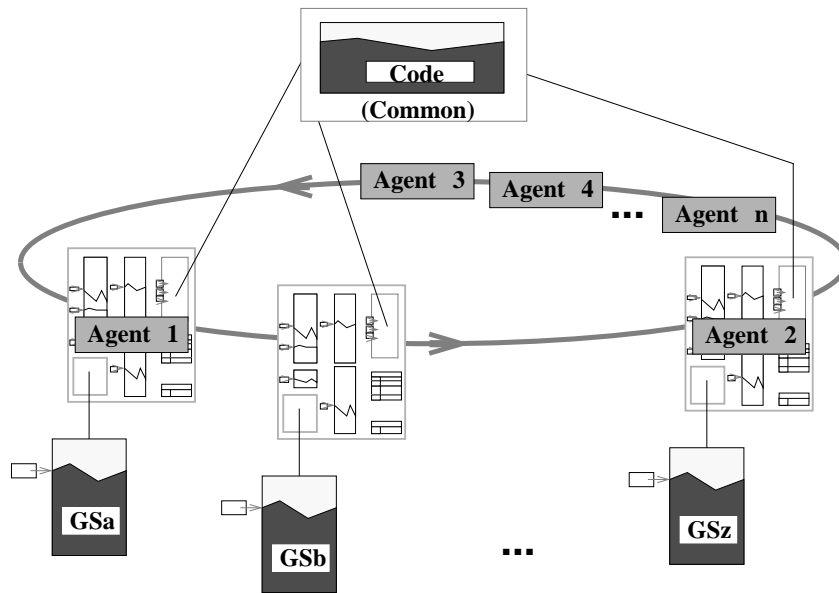 Code
(Common)
Agent 3
Agent 4
...
Agent n
Agent 1
Agent 2
GSa
GSb
...
GSz